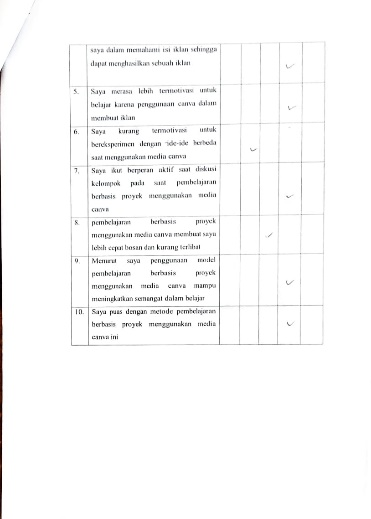 saya dalam memahami isi iklan sehingga
dapat menghasilkan sebuah iklan
5. Saya merasa lebih termotivasi untuk
belajar karena penggunaan canva dalam
membuat iklan
6. Saya kurang termotivasi untuk
bereksperimen dengan ide-ide berbeda
saat menggunakan media canva
7. Saya ikut berperan aktif saat diskusi
kelompok pada saat pembelajaran
berbasis proyek menggunakan media
canva
8. pembelajaran berbasis proyek
menggunakan media canva membuat saya
lebih cepat bosan dan kurang terlibat
9. Menurut saya penggunaan model
pembelajaran berbasis proyek
menggunakan media canva mampu
meningkatkan semangat dalam belajar
10. Saya puas dengan metode pembelajaran
berbasis proyek menggunakan media
canva ini